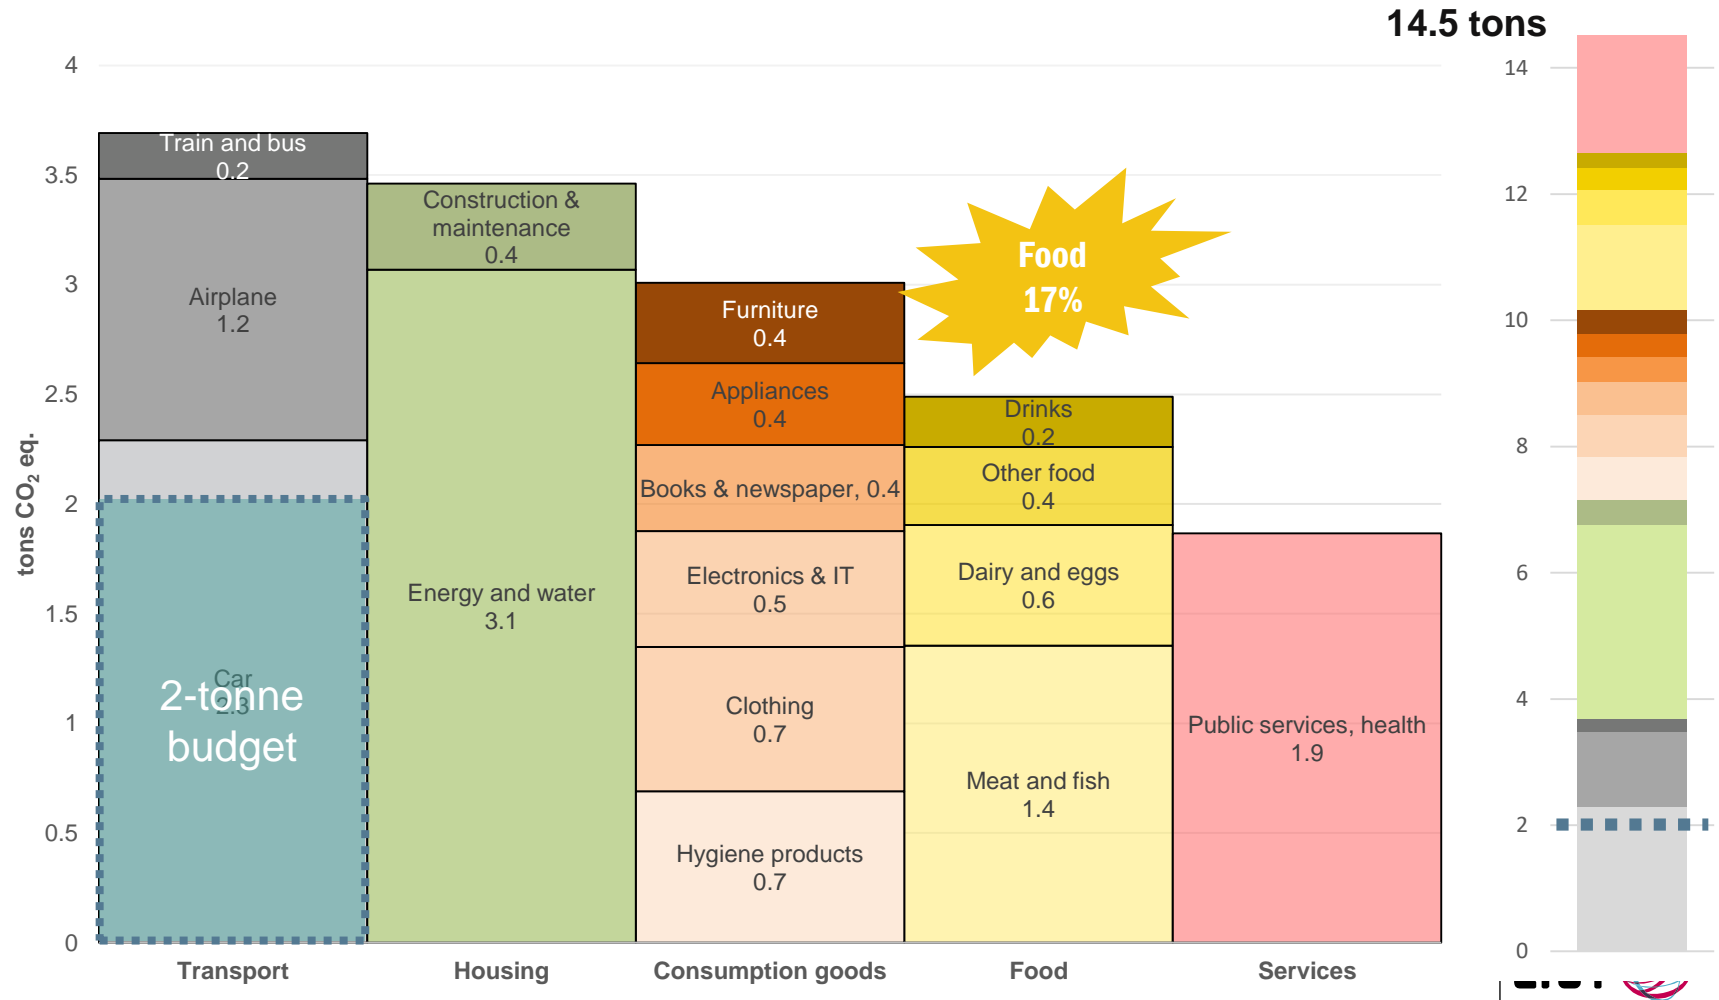 14.5 tons
4
3.5
3
2.5
2
1.5
1
0.5
0
tons CO₂ eq.
Train and bus
0.2
Airplane
1.2
Car
2.3
2-tonne
budget
Construction &
maintenance
0.4
Energy and water
3.1
Furniture
0.4
Appliances
0.4
Books & newspaper, 0.4
Electronics & IT
0.5
Clothing
0.7
Hygiene products
0.7
Food
17%
Drinks
0.2
Other food
0.4
Dairy and eggs
0.6
Meat and fish
1.4
Public services, health
1.9
Transport
Housing
Consumption goods
Food
Services
14
12
10
8
6
4
2
0